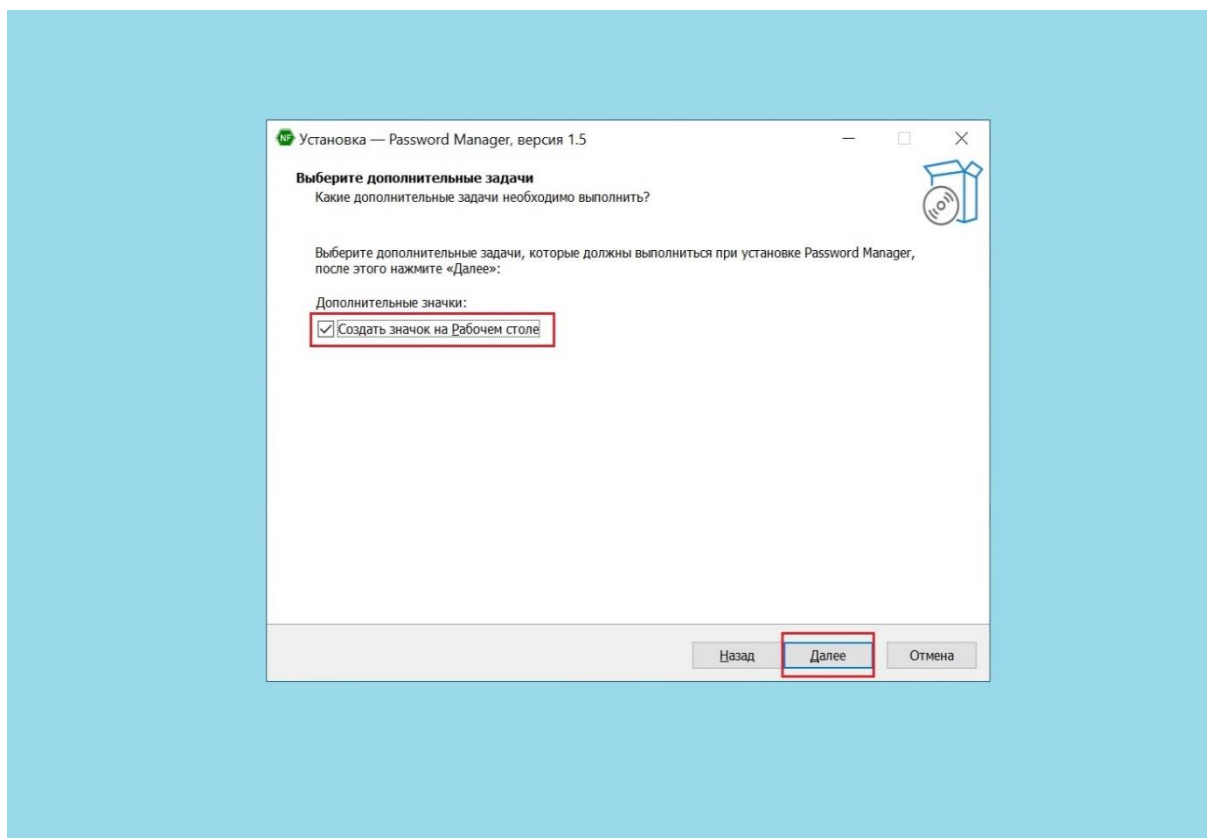 NF Установка — Password Manager, версия 1.5
Выберите дополнительные задачи
Какие дополнительные задачи необходимо выполнить?
Выберите дополнительные задачи, которые должны выполниться при установке Password Manager,
после этого нажмите «Далее»:
Дополнительные значки:
Создать значок на Рабочем столе
Назад Далее Отмена